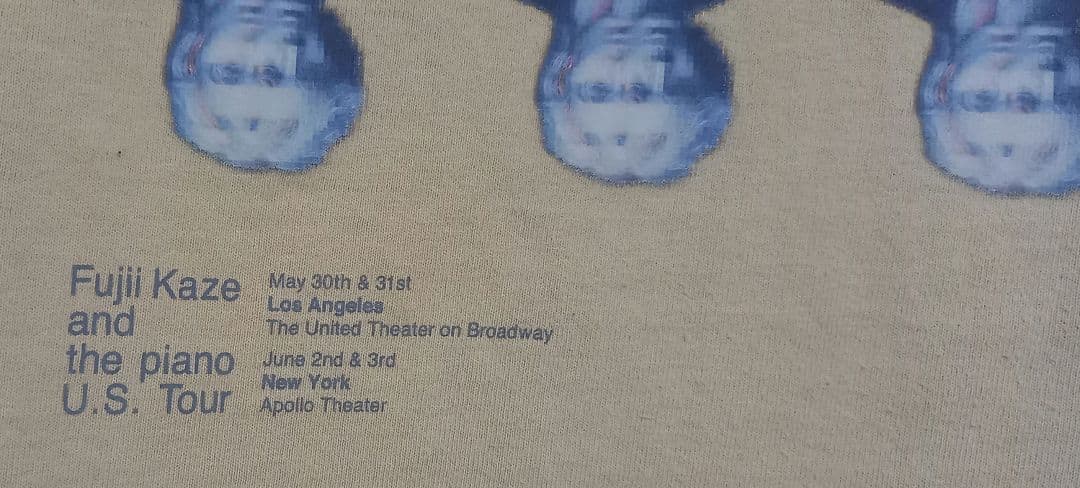 Fujii Kaze
and
the piano
U.S. Tour
May 30th & 31st
Los Angeles
The United Theater on Broadway
June 2nd & 3rd
New York
Apollo Theater